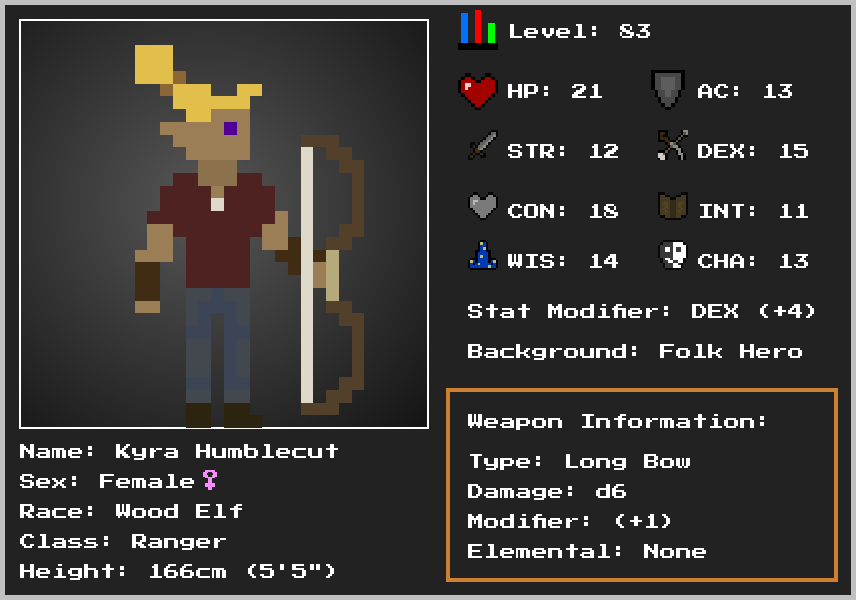 Level: 83
HP: 21 AC: 13
STR: 12 DEX: 15
CON: 18 INT: 11
WIS: 14 CHA: 13
Stat Modifier: DEX (+4)
Background: Folk Hero
Weapon Information:
Type: Long Bow
Damage: d6
Modifier: (+1)
Elemental: None
Name: Kyra Humblecut
Sex: Female♀
Race: Wood Elf
Class: Ranger
Height: 166cm (5'5")